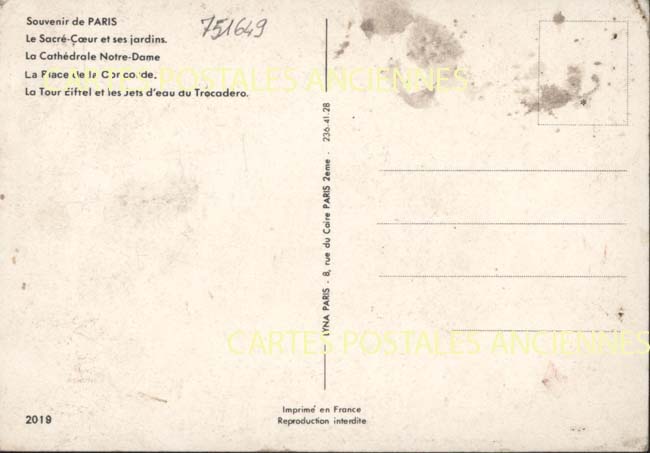 Souvenir de PARIS
751649
Le Sacré-Cœur et ses jardins.
La Cathédrale Notre-Dame
La Place de la Concorde.
La Tour Eiffel et les Jets d'eau du Trocadero.
CARTES POSTALES ANCIENNES
LYNA PARIS - 8, rue du Caire PARIS 2eme - 236-41-28
CARTES POSTALES ANCIENNES
2019
Imprimé en France
Reproduction interdite